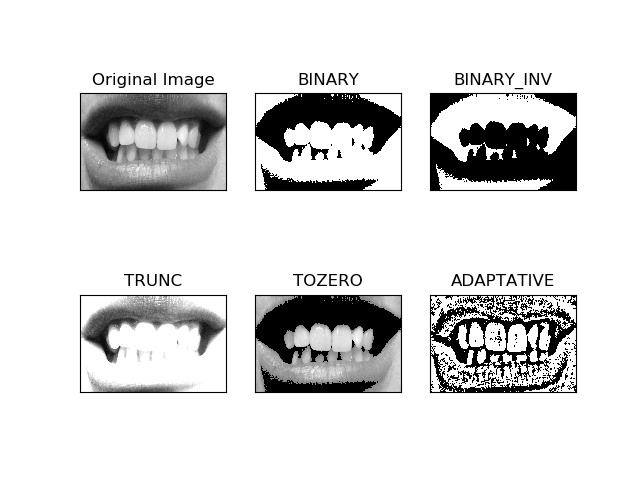 Original Image
BINARY
BINARY_INV
TRUNC
TOZERO
ADAPTATIVE